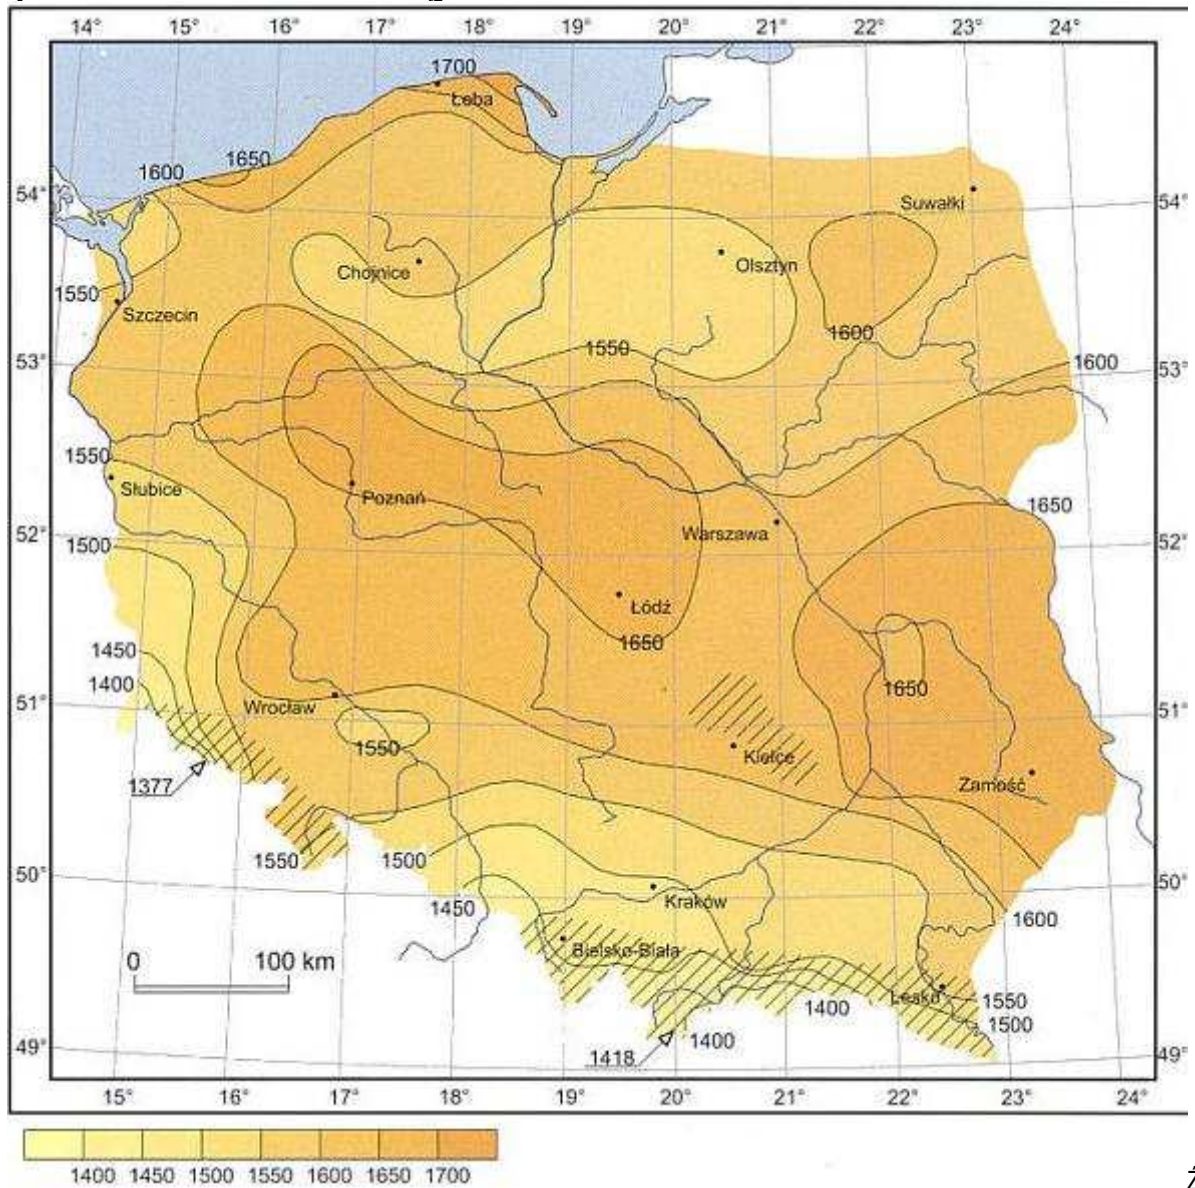 14° 15° 16° 17° 18° 19° 20° 21° 22° 23° 24°
1700
Łeba
1650
1600
54° 54°
Suwałki
Chojnice
Olsztyn
1550
Szczecin
1600
1550
53° 53°
1600
1550
Słubice
Poznań
1650
Warszawa
52° 52°
1500
Łódź
1650
1450
1400
1650
51° 51°
Wrocław
1550
Kielce
1377
Zamość
1550
1500
50° 50°
Kraków
1450
1600
Bielsko-Biała
0 100 km
Lesko
1550
1400
1500
1400
1418
49° 49°
15° 16° 17° 18° 19° 20° 21° 22° 23° 24°
1400 1450 1500 1550 1600 1650 1700